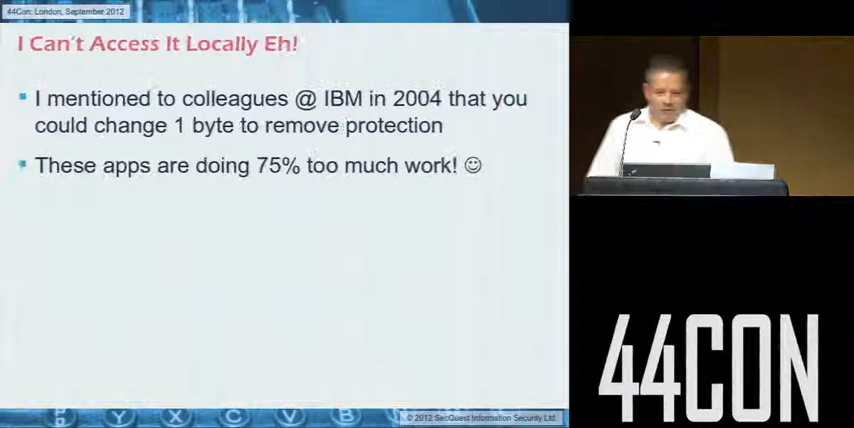 44Con: London, September 2012
I Can't Access It Locally Eh!
I mentioned to colleagues @ IBM in 2004 that you
could change 1 byte to remove protection
These apps are doing 75% too much work! ☺
44CON
Y X C V B
© 2012 SecQuest Information Security Ltd.